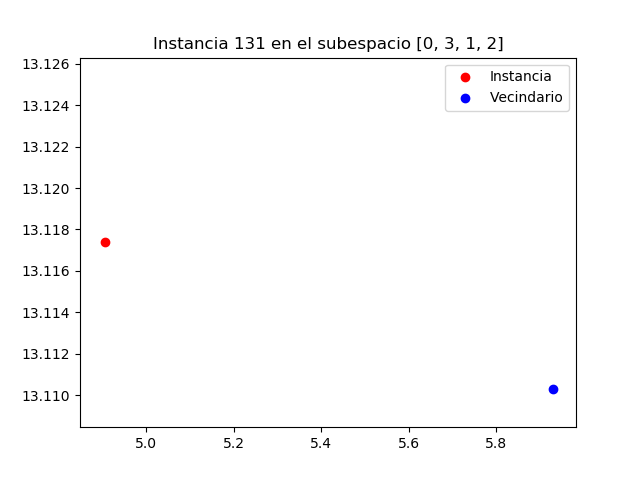 Instancia 131 en el subespacio [0, 3, 1, 2]
Instancia
Vecindario
13.126
13.124
13.122
13.120
13.118
13.116
13.114
13.112
13.110
5.0 5.2 5.4 5.6 5.8